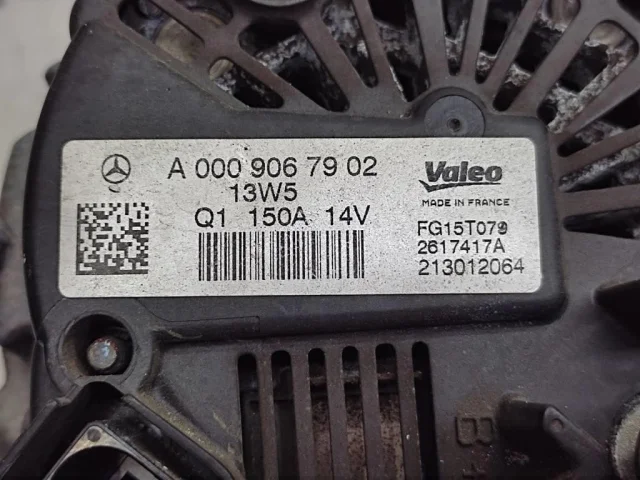 A 000 906 79 02
13W5
Q1 150A 14V
Valeo
MADE IN FRANCE
FG15T079
2617417A
213012064
B+